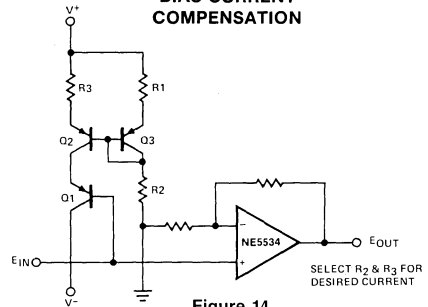 BIAS CURRENT
COMPENSATION
V+
R3
R1
Q2
Q3
R2
Q1
NE5534
−
+
EIN
EOUT
SELECT R2 & R3 FOR
DESIRED CURRENT
V−
Figure 14